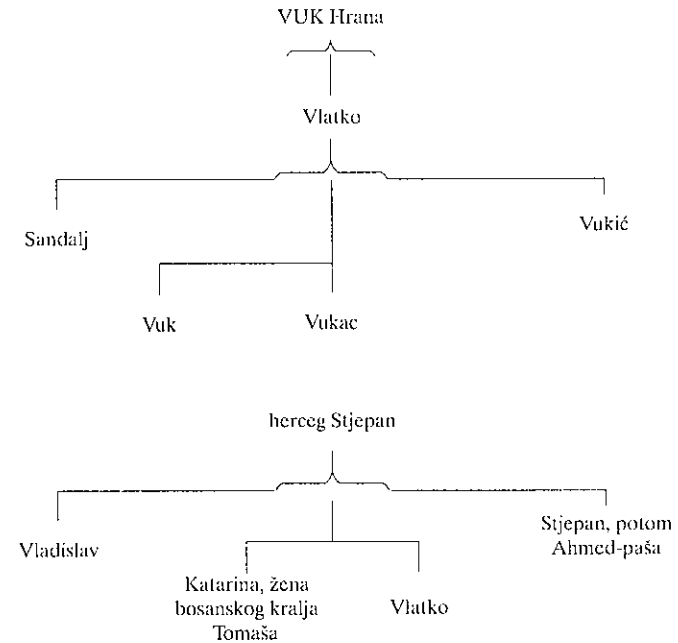 VUK Hrana
Vlatko
Sandalj
Vukić
Vuk
Vukac
herceg Stjepan
Vladislav
Stjepan, potom
Ahmed-paša
Katarina, žena
bosanskog kralja
Tomaša
Vlatko